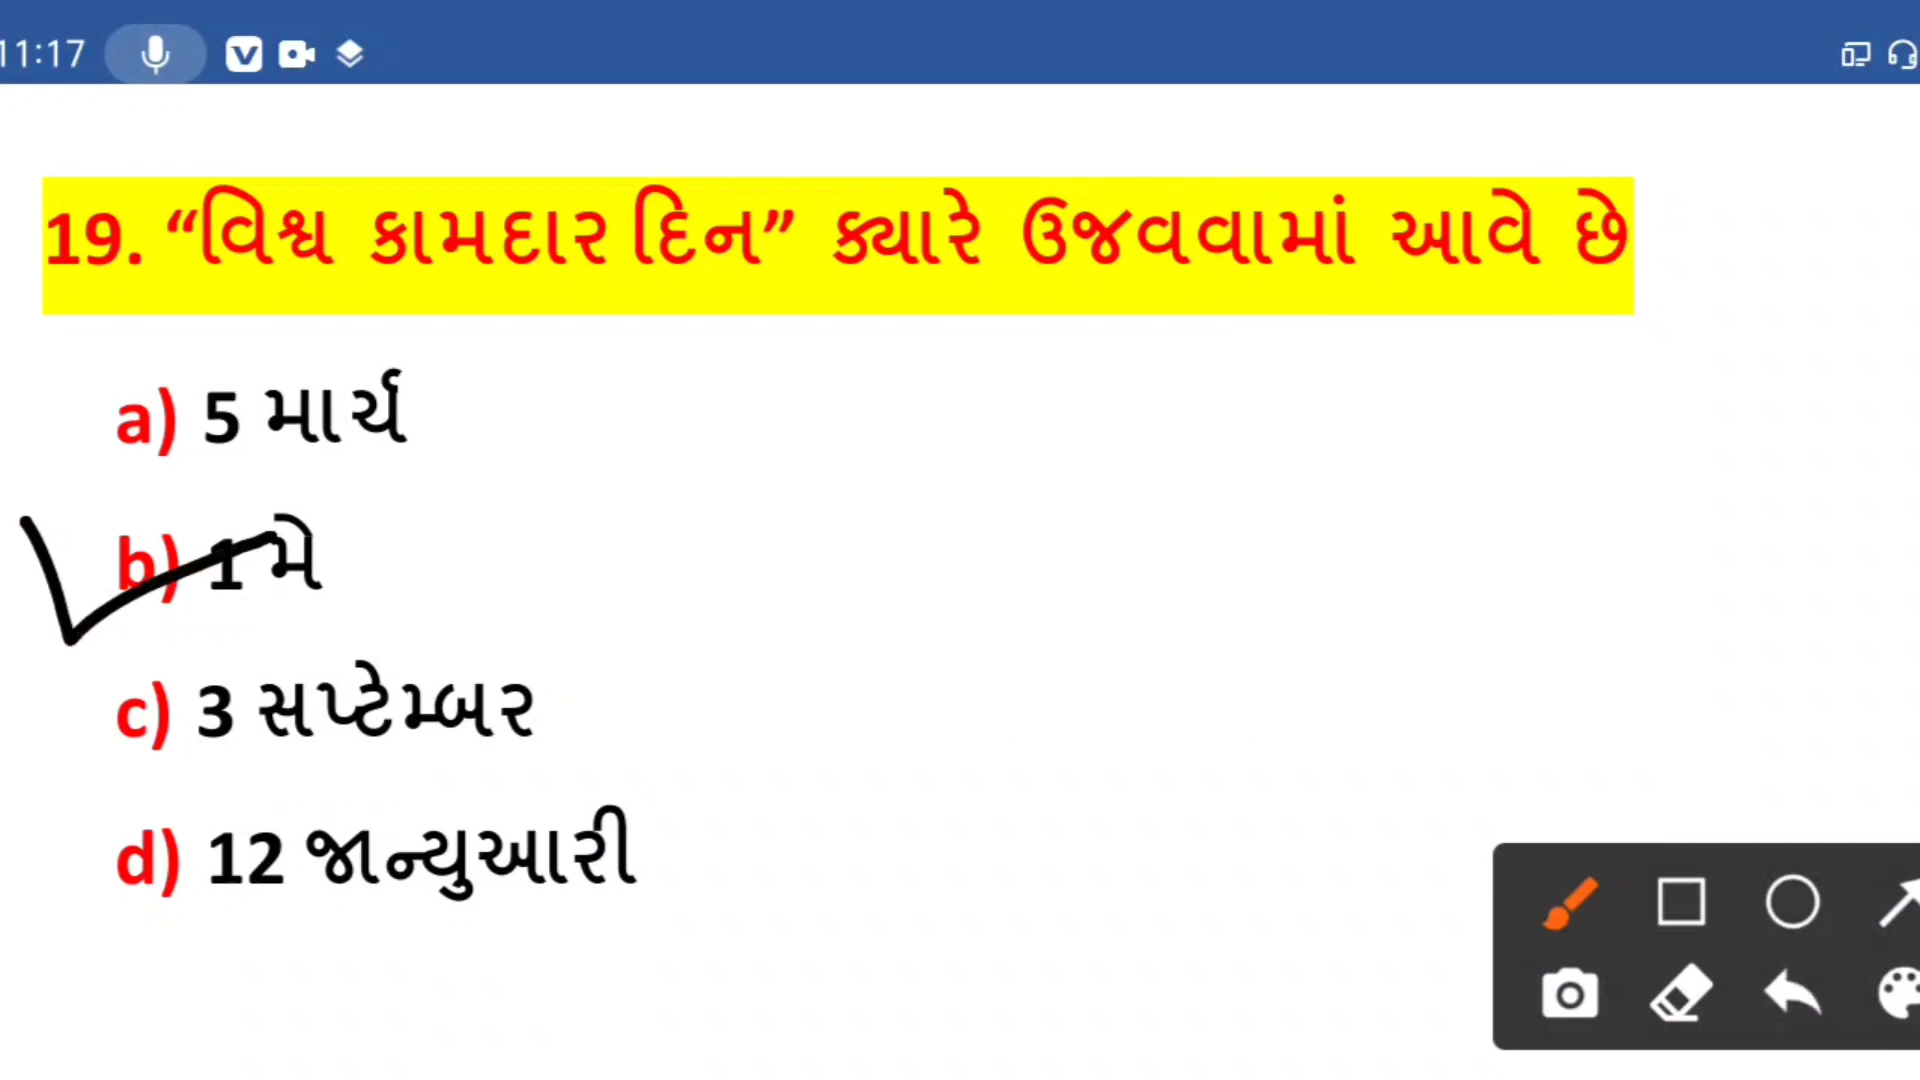 11:17
19. “વિશ્વ કામદાર દિન” ક્યારે ઉજવવામાં આવે છે
a) 5 માર્ચ
b) 1 મે
c) 3 સપ્ટેમ્બર
d) 12 જાન્યુઆરી